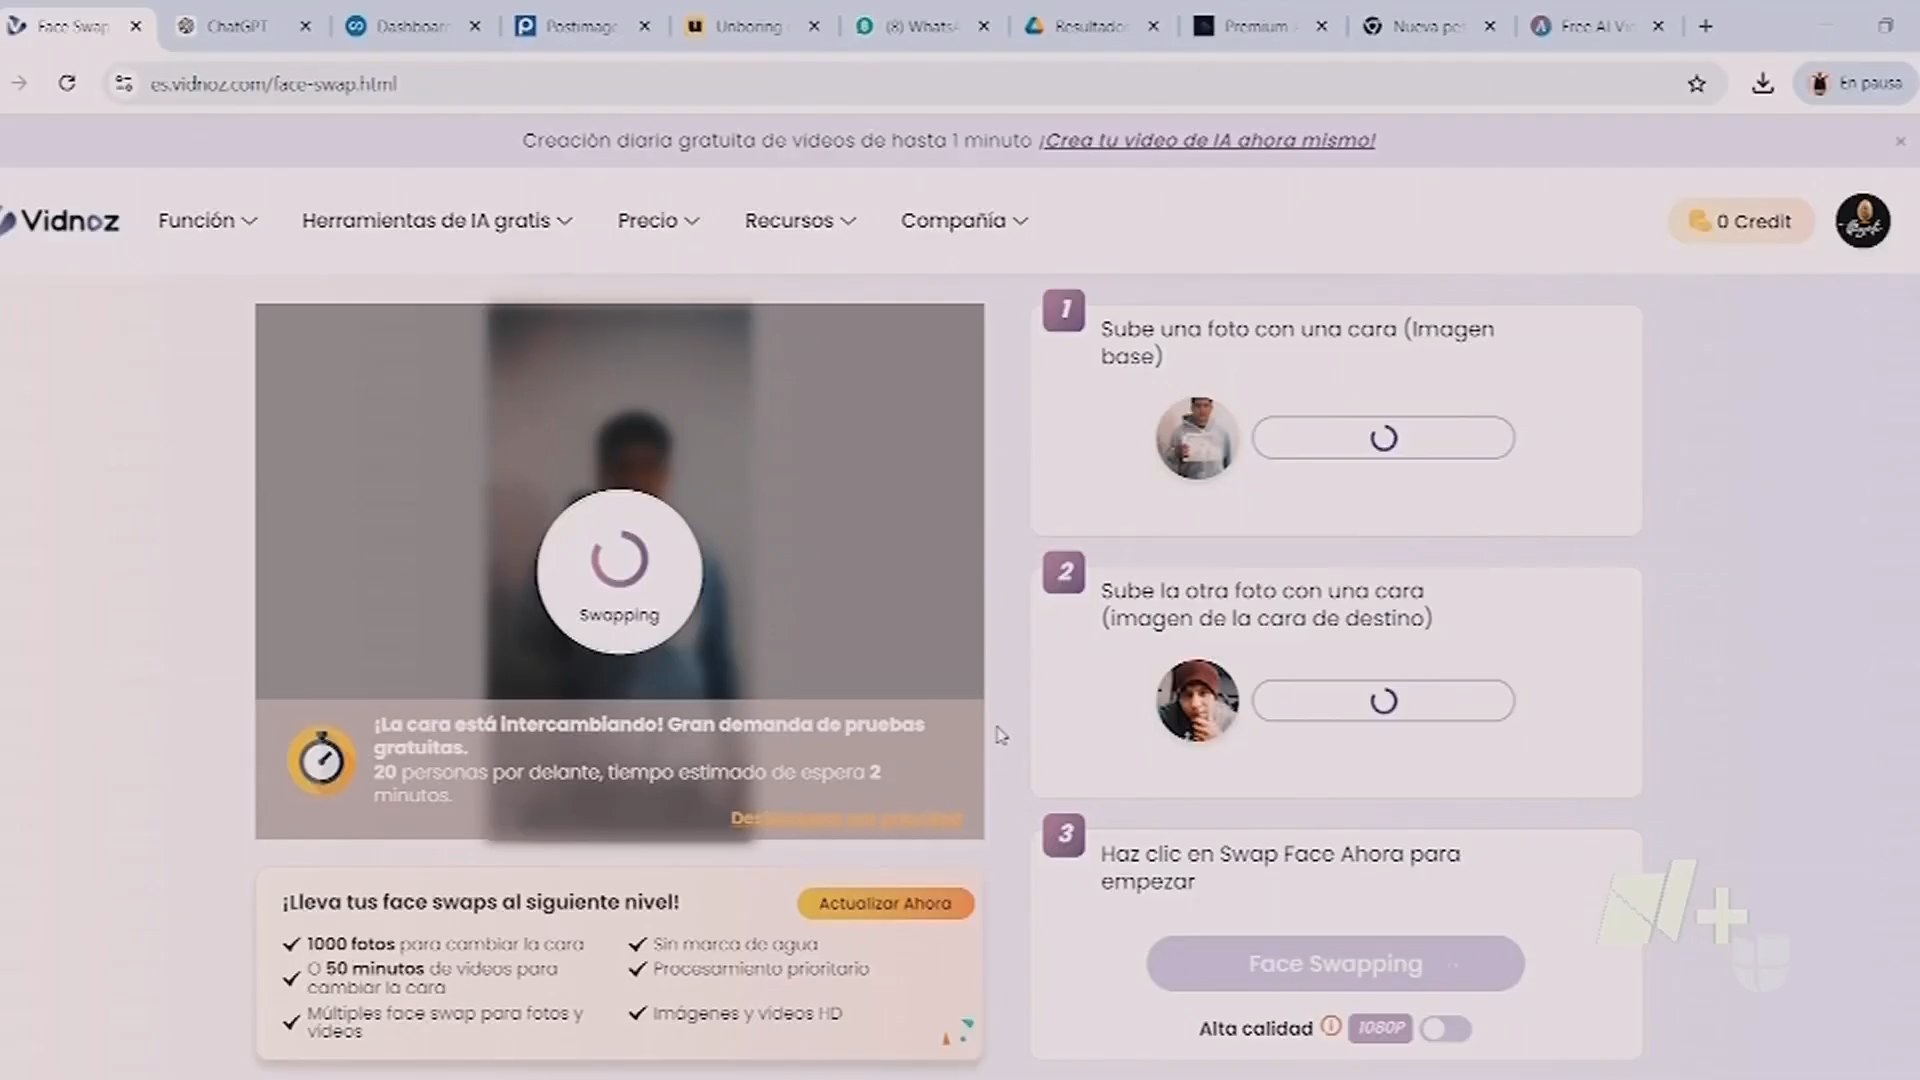 Face Swap
ChatGPT
Dashboar
Postimage
Unboring
(8) Whats
Resultado
Premium
Nueva pe
Free AI Vi
es.vidnoz.com/face-swap.html
En pausa
Creación diaria gratuita de videos de hasta 1 minuto ¡Crea tu video de IA ahora mismo!
Vidnoz
Función
Herramientas de IA gratis
Precio
Recursos
Compañía
0 Credit
Swapping
¡La cara está intercambiando! Gran demanda de pruebas
gratuitas.
20 personas por delante, tiempo estimado de espera 2
minutos.
¡Lleva tus face swaps al siguiente nivel!
Actualizar Ahora
1000 fotos para cambiar la cara
O 50 minutos de videos para
cambiar la cara
Múltiples face swap para fotos y
videos
Sin marca de agua
Procesamiento prioritario
Imágenes y videos HD
1
Sube una foto con una cara (Imagen
base)
2
Sube la otra foto con una cara
(imagen de la cara de destino)
3
Haz clic en Swap Face Ahora para
empezar
Face Swapping
Alta calidad
1080P
N+